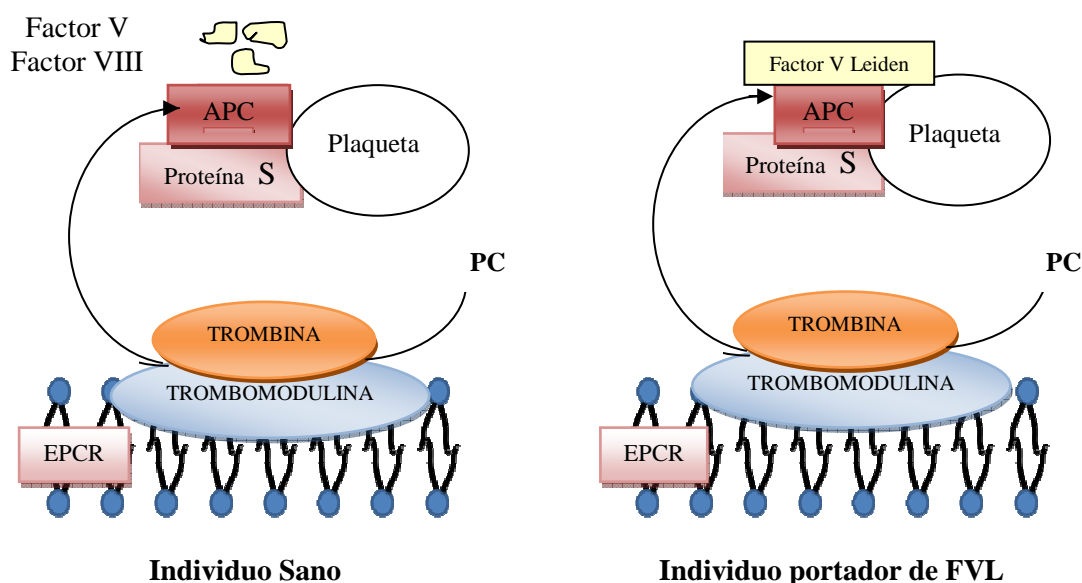 Factor V
Factor VIII
APC
Plaqueta
Proteína S
PC
TROMBINA
TROMBOMODULINA
EPCR
Individuo Sano
Factor V Leiden
APC
Plaqueta
Proteína S
PC
TROMBINA
TROMBOMODULINA
EPCR
Individuo portador de FVL